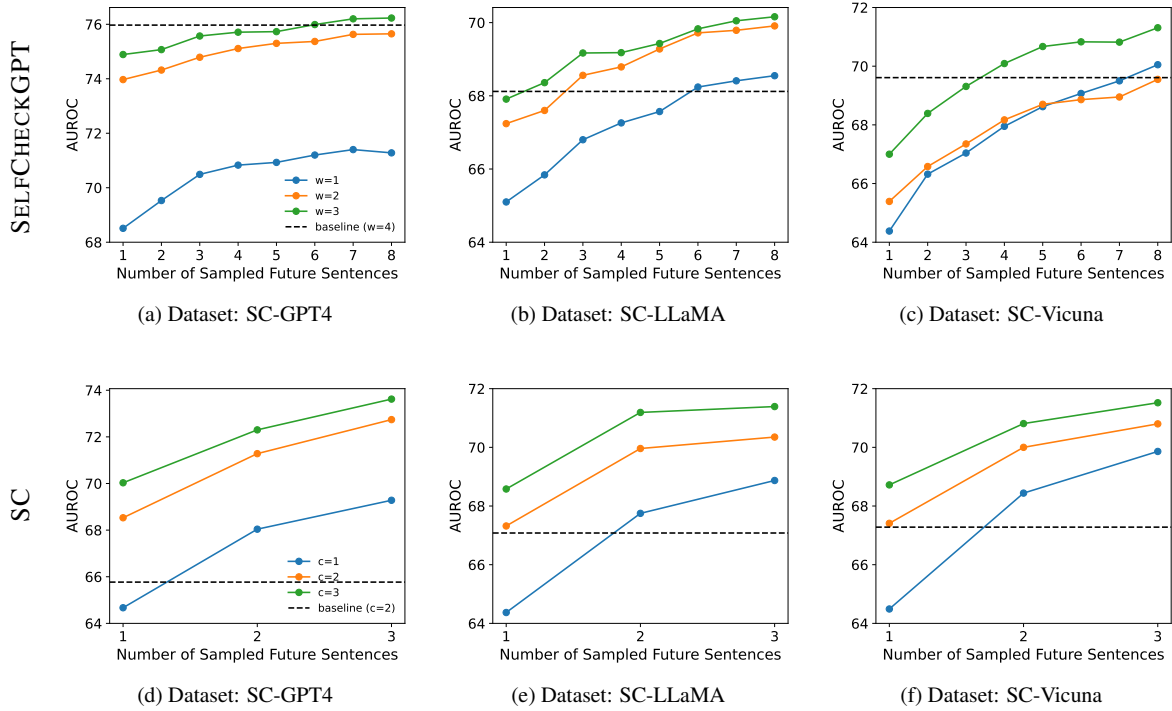 SELFCHECKGPT
AUROC
76
74
72
71
70
68
1 2 3 4 5 6 7 8
Number of Sampled Future Sentences
w=1
w=2
w=3
baseline (w=4)
(a) Dataset: SC-GPT4
AUROC
70
68
66
64
1 2 3 4 5 6 7 8
Number of Sampled Future Sentences
(b) Dataset: SC-LLaMA
AUROC
72
70
68
66
64
1 2 3 4 5 6 7 8
Number of Sampled Future Sentences
(c) Dataset: SC-Vicuna
SC
AUROC
74
72
70
68
66
64
1 2 3
Number of Sampled Future Sentences
c=1
c=2
c=3
baseline (c=2)
(d) Dataset: SC-GPT4
AUROC
72
70
68
66
64
1 2 3
Number of Sampled Future Sentences
(e) Dataset: SC-LLaMA
AUROC
72
70
68
66
64
1 2 3
Number of Sampled Future Sentences
(f) Dataset: SC-Vicuna